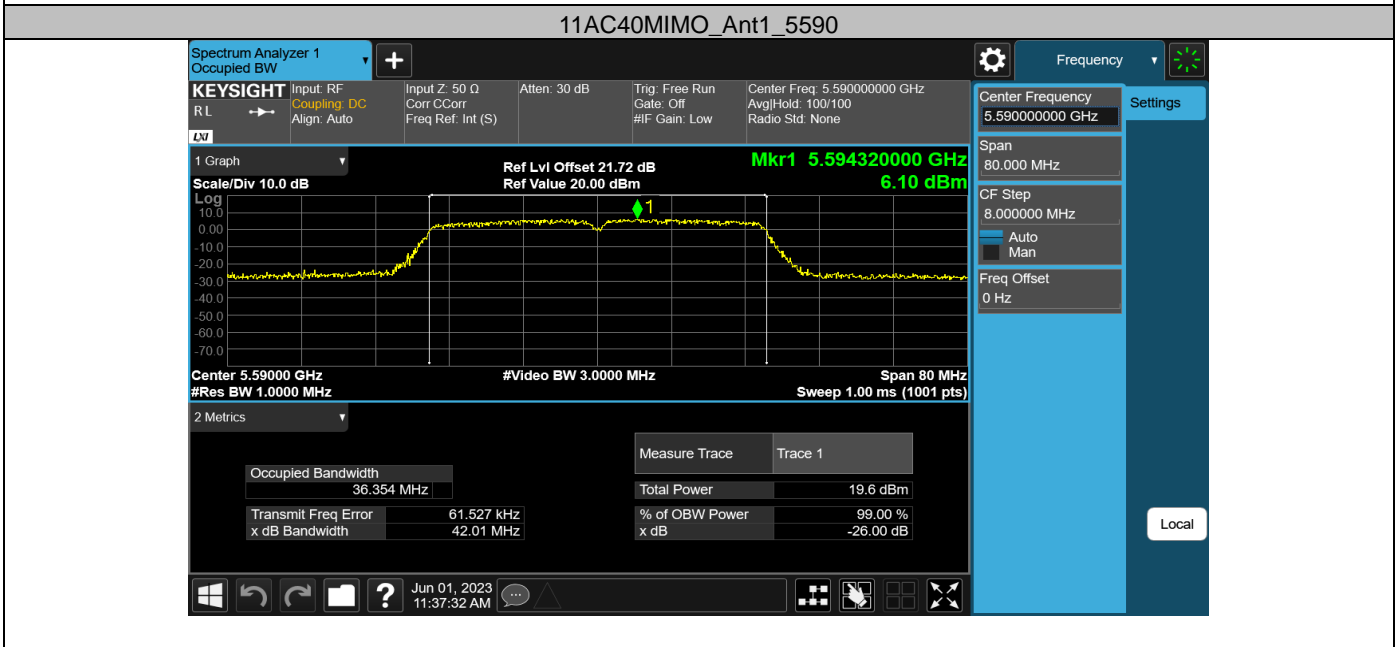 11AC40MIMO_Ant1_5590
Spectrum Analyzer 1
Occupied BW
+
Frequency
KEYSIGHT
R L
LXI
Input: RF
Coupling: DC
Align: Auto
Input Z: 50 Ω
Corr CCorr
Freq Ref: Int (S)
Atten: 30 dB
Trig: Free Run
Gate: Off
#IF Gain: Low
Center Freq: 5.590000000 GHz
Avg|Hold: 100/100
Radio Std: None
Center Frequency
5.590000000 GHz
Settings
Span
80.000 MHz
CF Step
8.000000 MHz
Auto
Man
Freq Offset
0 Hz
Local
1 Graph
Scale/Div 10.0 dB
Ref Lvl Offset 21.72 dB
Ref Value 20.00 dBm
Mkr1 5.594320000 GHz
6.10 dBm
Log
10.0
0.00
-10.0
-20.0
-30.0
-40.0
-50.0
-60.0
-70.0
1
Center 5.59000 GHz
#Res BW 1.0000 MHz
#Video BW 3.0000 MHz
Span 80 MHz
Sweep 1.00 ms (1001 pts)
2 Metrics
Measure Trace Trace 1
Occupied Bandwidth
36.354 MHz
Total Power 19.6 dBm
Transmit Freq Error 61.527 kHz
% of OBW Power 99.00 %
x dB Bandwidth 42.01 MHz
x dB -26.00 dB
?
Jun 01, 2023
11:37:32 AM